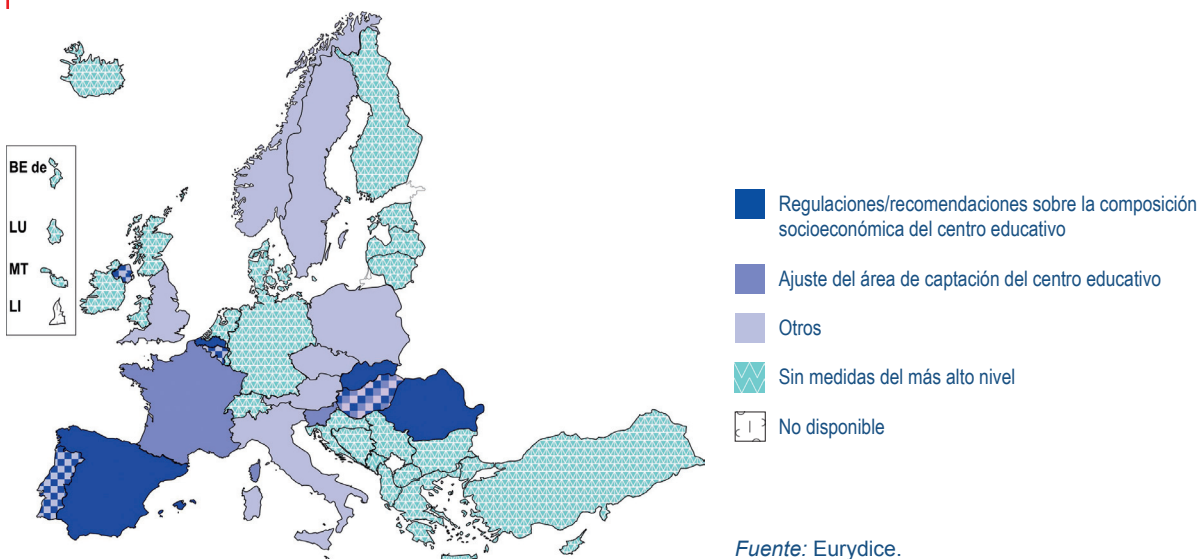 BE de
LU
MT
LI
Regulaciones/recomendaciones sobre la composición
socioeconómica del centro educativo
Ajuste del área de captación del centro educativo
Otros
Sin medidas del más alto nivel
No disponible
Fuente: Eurydice.